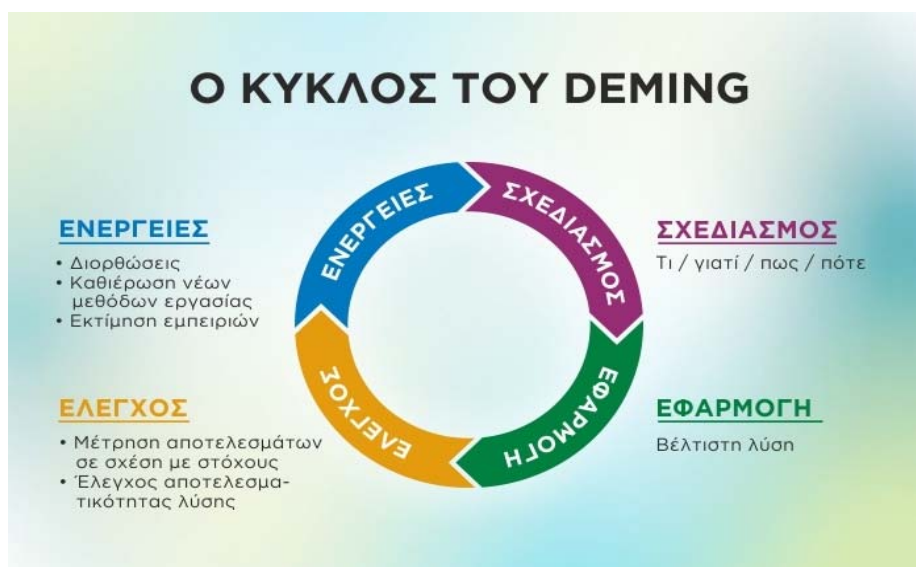 Ο ΚΥΚΛΟΣ ΤΟΥ DEMING
ΕΝΕΡΓΕΙΕΣ
• Διορθώσεις
• Καθιέρωση νέων
μεθόδων εργασίας
• Εκτίμηση εμπειριών
ΕΝΕΡΓΕΙΕΣ
ΣΧΕΔΙΑΣΜΟΣ
ΣΧΕΔΙΑΣΜΟΣ
Τι / γιατί / πως / πότε
ΕΛΕΓΧΟΣ
• Μέτρηση αποτελεσμάτων
σε σχέση με στόχους
• Έλεγχος αποτελεσμα-
τικότητας λύσης
ΕΛΕΓΧΟΣ
ΕΦΑΡΜΟΓΗ
ΕΦΑΡΜΟΓΗ
Βέλτιστη λύση